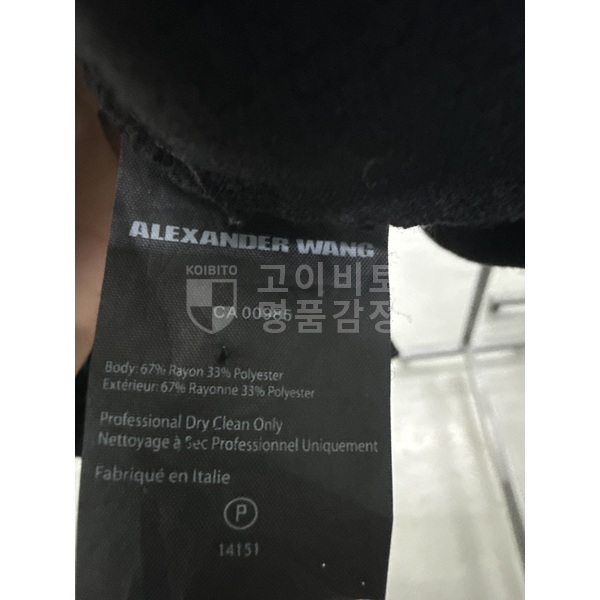 ALEXANDER WANG
KOIBITO
고이비토
명품감정
CA 00985
Body: 67% Rayon 33% Polyester
Extérieur: 67% Rayonne 33% Polyester
Professional Dry Clean Only
Nettoyage à Sec Professionnel Uniquement
Fabriqué en Italie
P
14151